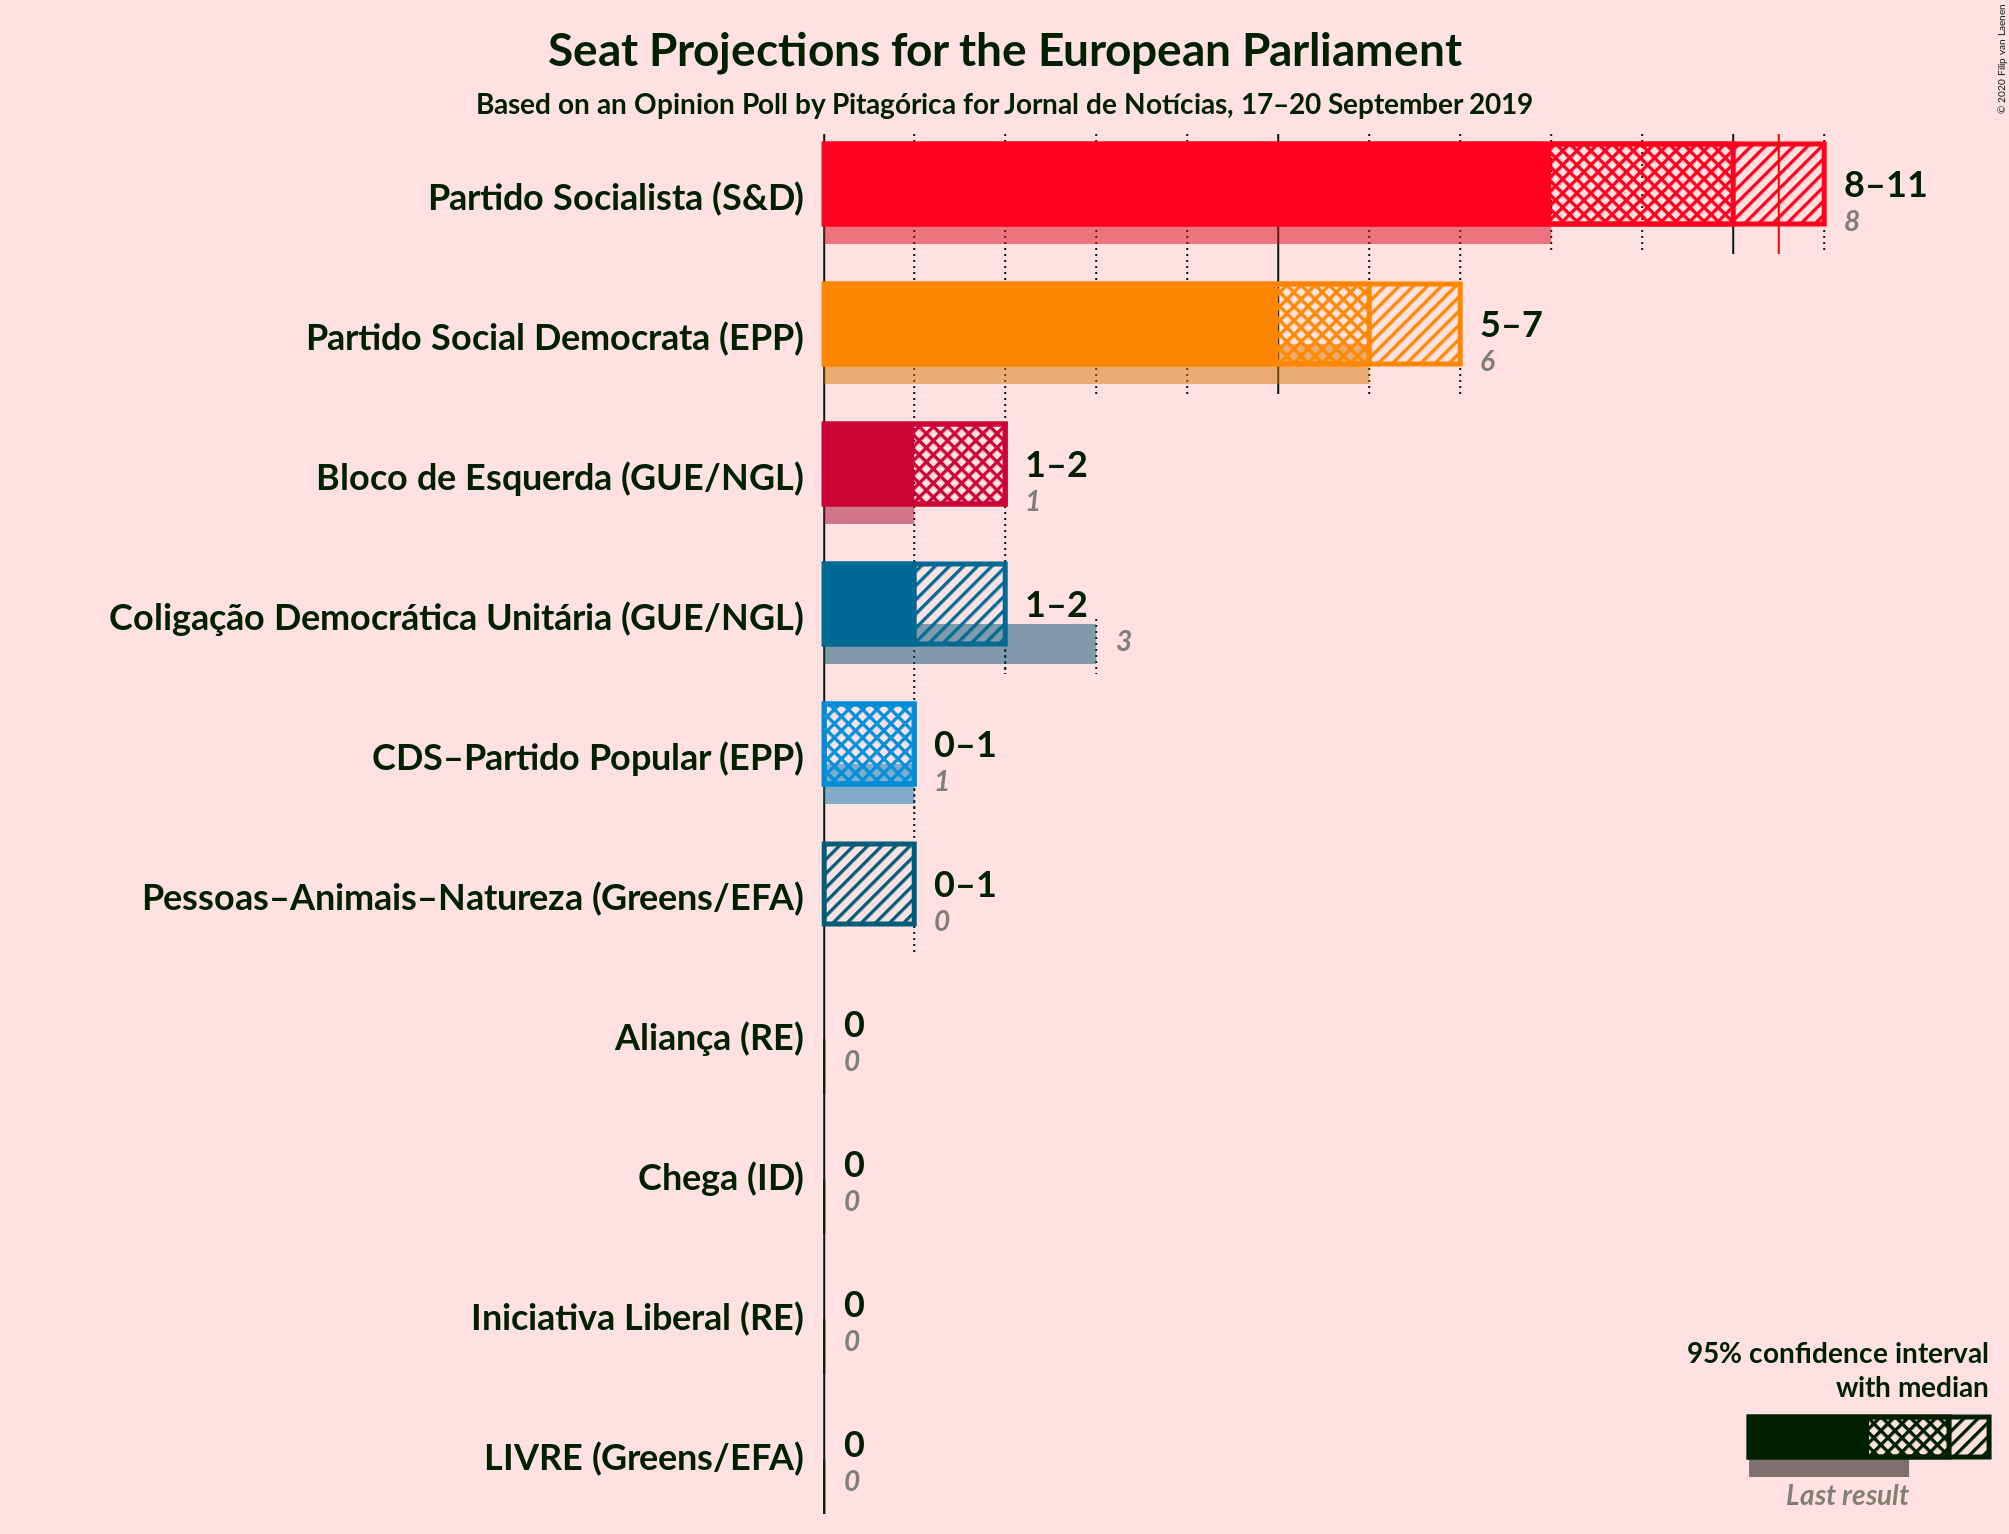 Seat Projections for the European Parliament
Based on an Opinion Poll by Pitagórica for Jornal de Notícias, 17–20 September 2019
© 2020 Filip van Laenen
Partido Socialista (S&D)
8–11
8
Partido Social Democrata (EPP)
5–7
6
Bloco de Esquerda (GUE/NGL)
1–2
1
Coligação Democrática Unitária (GUE/NGL)
1–2
3
CDS–Partido Popular (EPP)
0–1
1
Pessoas–Animais–Natureza (Greens/EFA)
0–1
0
Aliança (RE)
0
0
Chega (ID)
0
0
Iniciativa Liberal (RE)
0
0
LIVRE (Greens/EFA)
0
0
95% confidence interval
with median
Last result